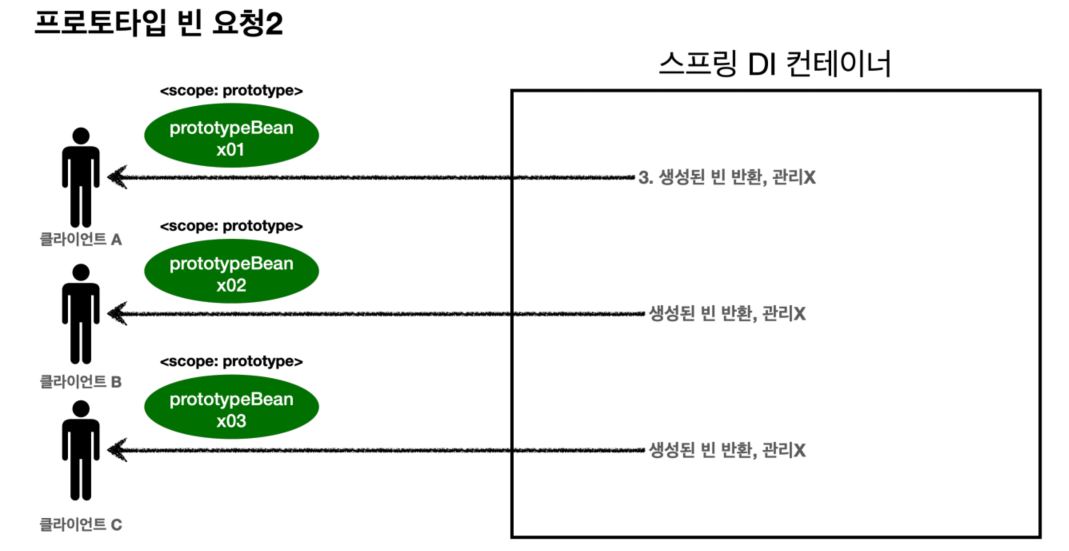 프로토타입 빈 요청2
스프링 DI 컨테이너
<scope: prototype>
prototypeBean
x01
3. 생성된 빈 반환, 관리X
클라이언트 A
<scope: prototype>
prototypeBean
x02
생성된 빈 반환, 관리X
클라이언트 B
<scope: prototype>
prototypeBean
x03
생성된 빈 반환, 관리X
클라이언트 C